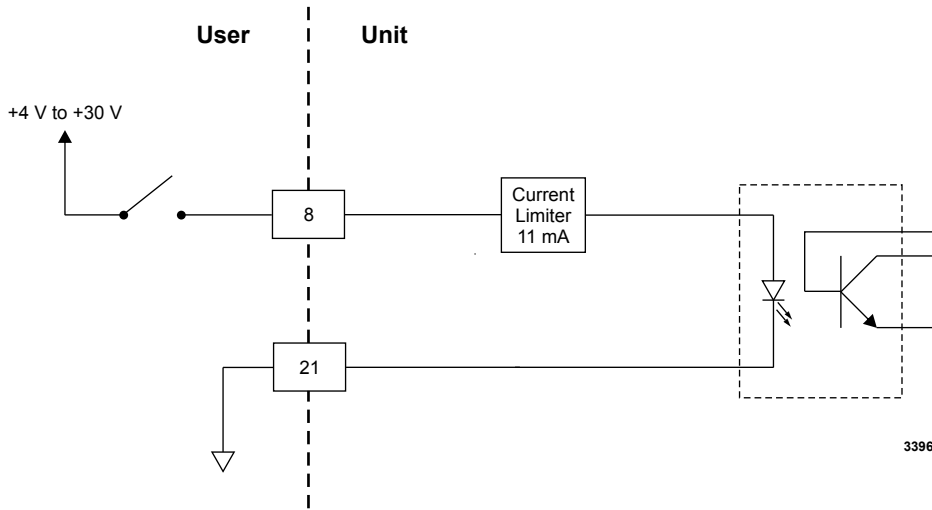 User
Unit
+4 V to +30 V
8
Current
Limiter
11 mA
21
3396